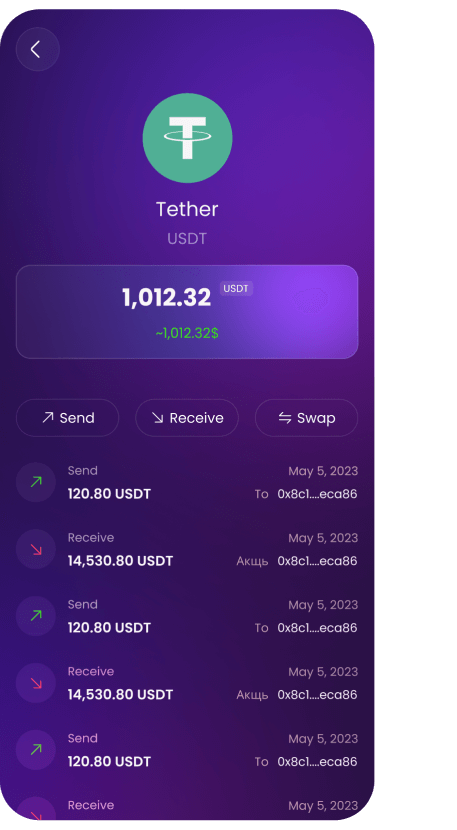 Tether
USDT
1,012.32 USDT
~1,012.32$
Send Receive Swap
Send May 5, 2023
120.80 USDT To 0x8c1....eca86
Receive May 5, 2023
14,530.80 USDT Акщь 0x8c1....eca86
Send May 5, 2023
120.80 USDT To 0x8c1....eca86
Receive May 5, 2023
14,530.80 USDT Акщь 0x8c1....eca86
Send May 5, 2023
120.80 USDT To 0x8c1....eca86
Receive May 5, 2023